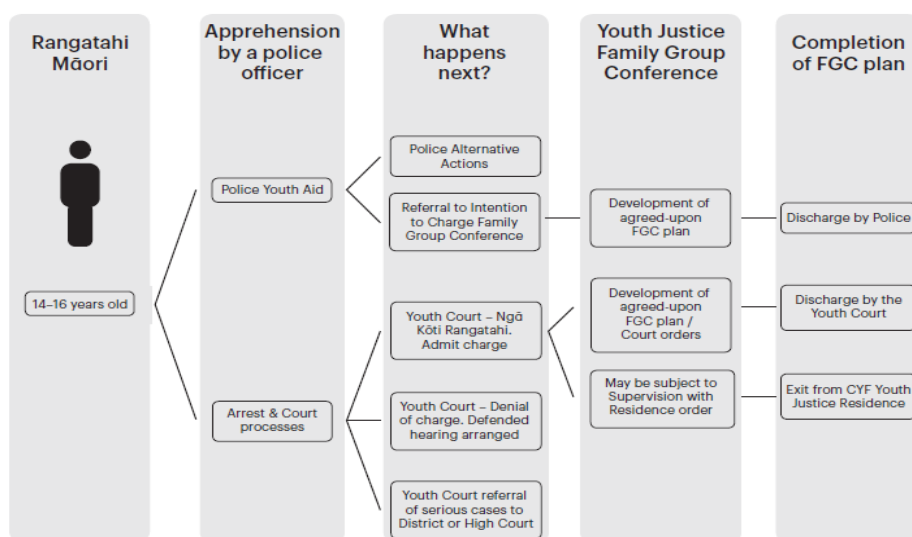 Rangatahi
Māori
14–16 years old
Apprehension
by a police
officer
Police Youth Aid
Arrest & Court
processes
What
happens
next?
Police Alternative
Actions
Referral to Intention
to Charge Family
Group Conference
Youth Court – Ngā
Kōti Rangatahi.
Admit charge
Youth Court – Denial
of charge. Defended
hearing arranged
Youth Court referral
of serious cases to
District or High Court
Youth Justice
Family Group
Conference
Development of
agreed-upon
FGC plan
Development of
agreed-upon
FGC plan /
Court orders
May be subject to
Supervision with
Residence order
Completion
of FGC plan
Discharge by Police
Discharge by the
Youth Court
Exit from CYF Youth
Justice Residence